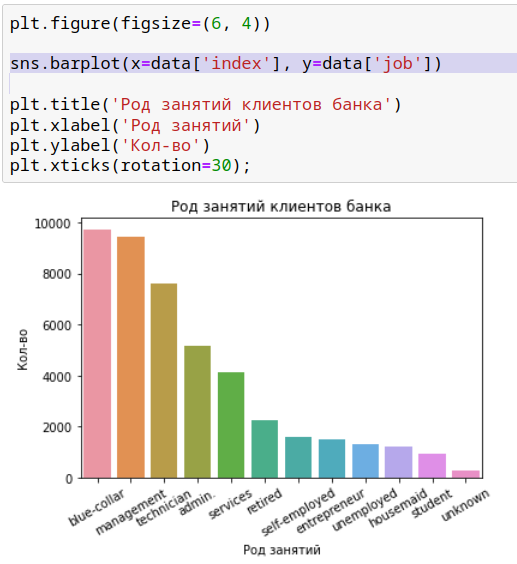 plt.figure(figsize=(6, 4))
sns.barplot(x=data['index'], y=data['job'])
plt.title('Род занятий клиентов банка')
plt.xlabel('Род занятий')
plt.ylabel('Кол-во')
plt.xticks(rotation=30);
Род занятий клиентов банка
10000
8000
6000
4000
2000
0
Кол-во
blue-collar
management
technician
admin.
services
retired
self-employed
entrepreneur
unemployed
housemaid
student
unknown
Род занятий